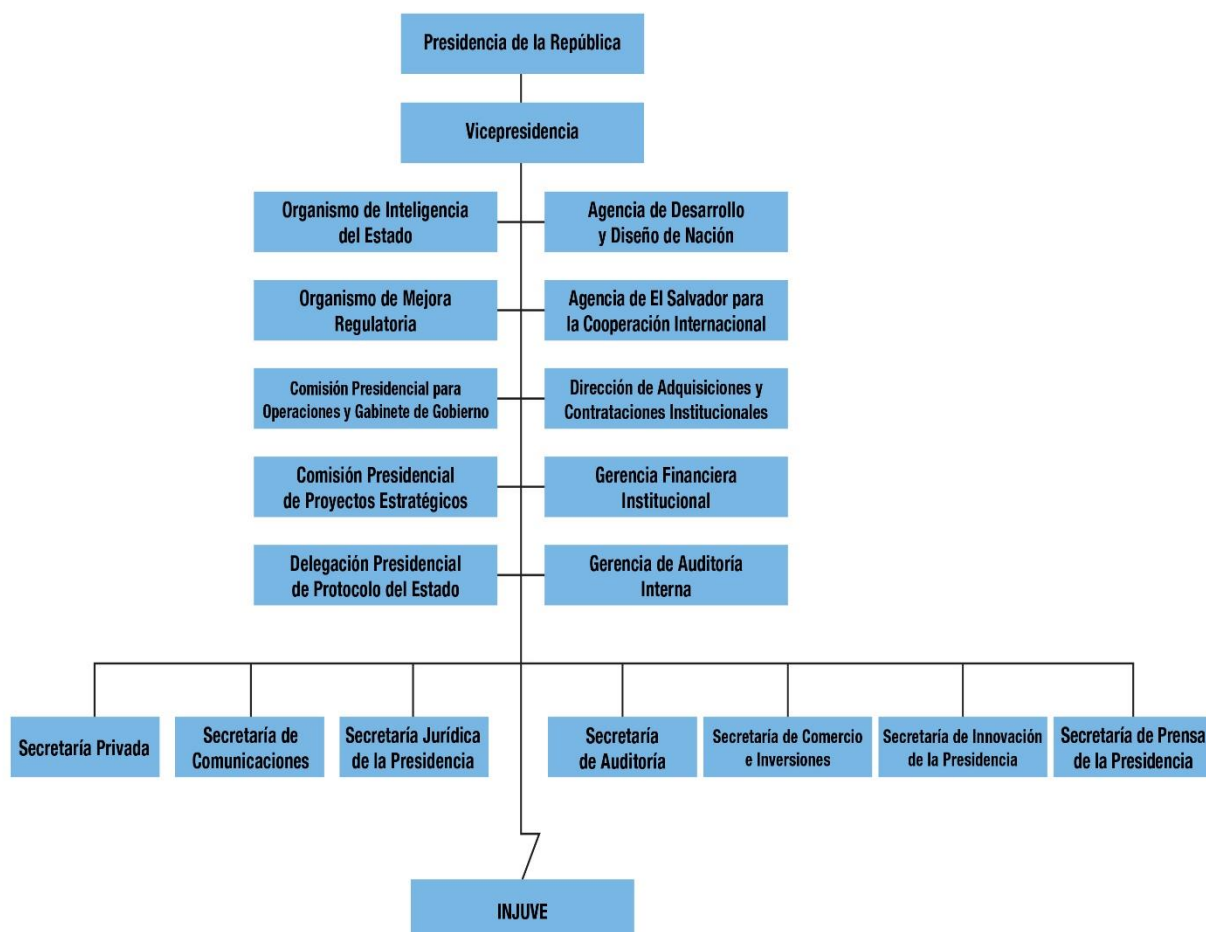 Presidencia de la República
Vicepresidencia
Organismo de Inteligencia
del Estado
Agencia de Desarrollo
y Diseño de Nación
Organismo de Mejora
Regulatoria
Agencia de El Salvador para
la Cooperación Internacional
Comisión Presidencial para
Operaciones y Gabinete de Gobierno
Dirección de Adquisiciones y
Contrataciones Institucionales
Comisión Presidencial
de Proyectos Estratégicos
Gerencia Financiera
Institucional
Delegación Presidencial
de Protocolo del Estado
Gerencia de Auditoría
Interna
Secretaría Privada
Secretaría de
Comunicaciones
Secretaría Jurídica
de la Presidencia
Secretaría
de Auditoría
Secretaría de Comercio
e Inversiones
Secretaría de Innovación
de la Presidencia
Secretaría de Prensa
de la Presidencia
INJUVE